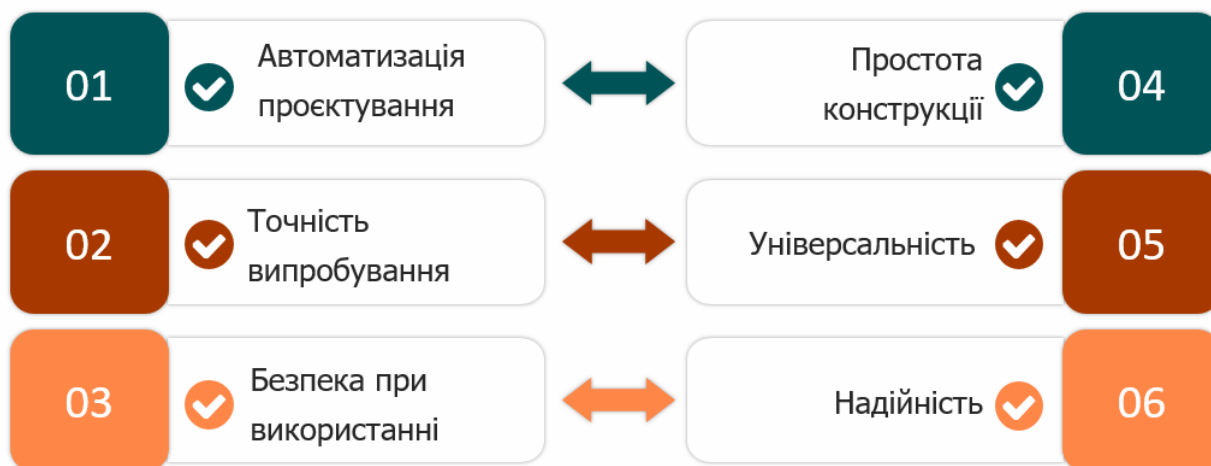 01
Автоматизація
проєктування
Простота
конструкції
04
02
Точність
випробування
Універсальність
05
03
Безпека при
використанні
Надійність
06